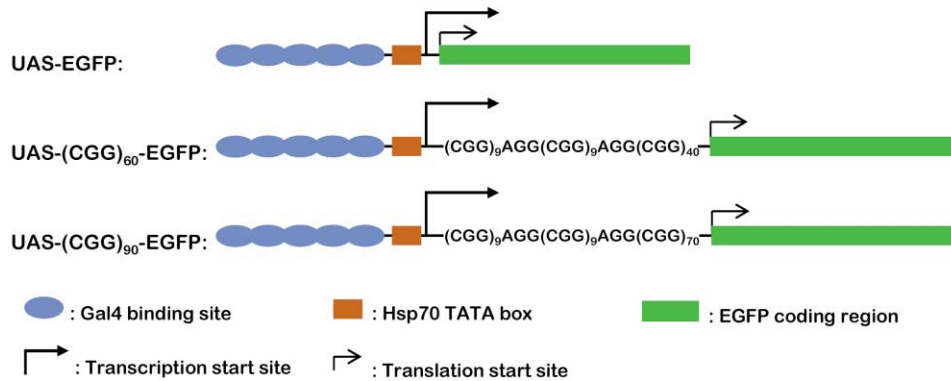 UAS-EGFP:
UAS-(CGG)₆₀-EGFP: (CGG)₉AGG(CGG)₉AGG(CGG)₄₀
UAS-(CGG)₉₀-EGFP: (CGG)₉AGG(CGG)₉AGG(CGG)₇₀
: Gal4 binding site : Hsp70 TATA box : EGFP coding region
: Transcription start site : Translation start site